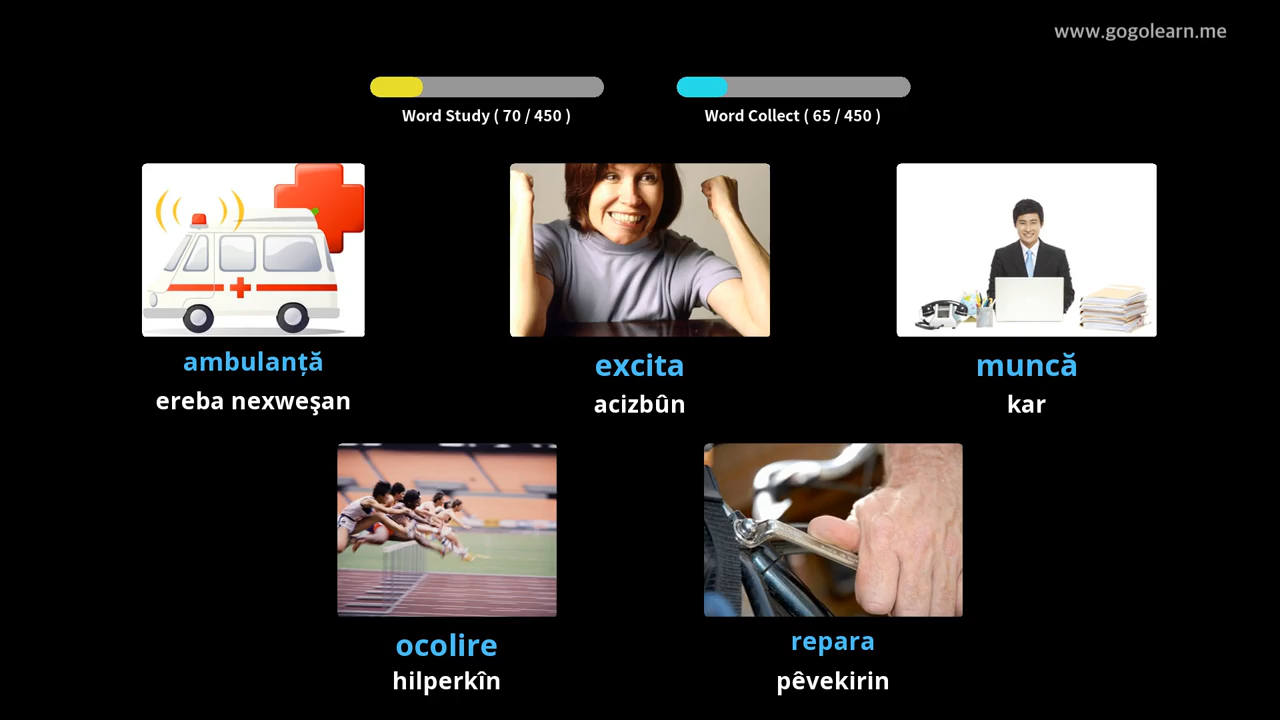 www.gogolearn.me
Word Study ( 70 / 450 )
Word Collect ( 65 / 450 )
ambulanță
ereba nexweşan
excita
acizbûn
muncă
kar
ocolire
hilperkîn
repara
pêvekirin